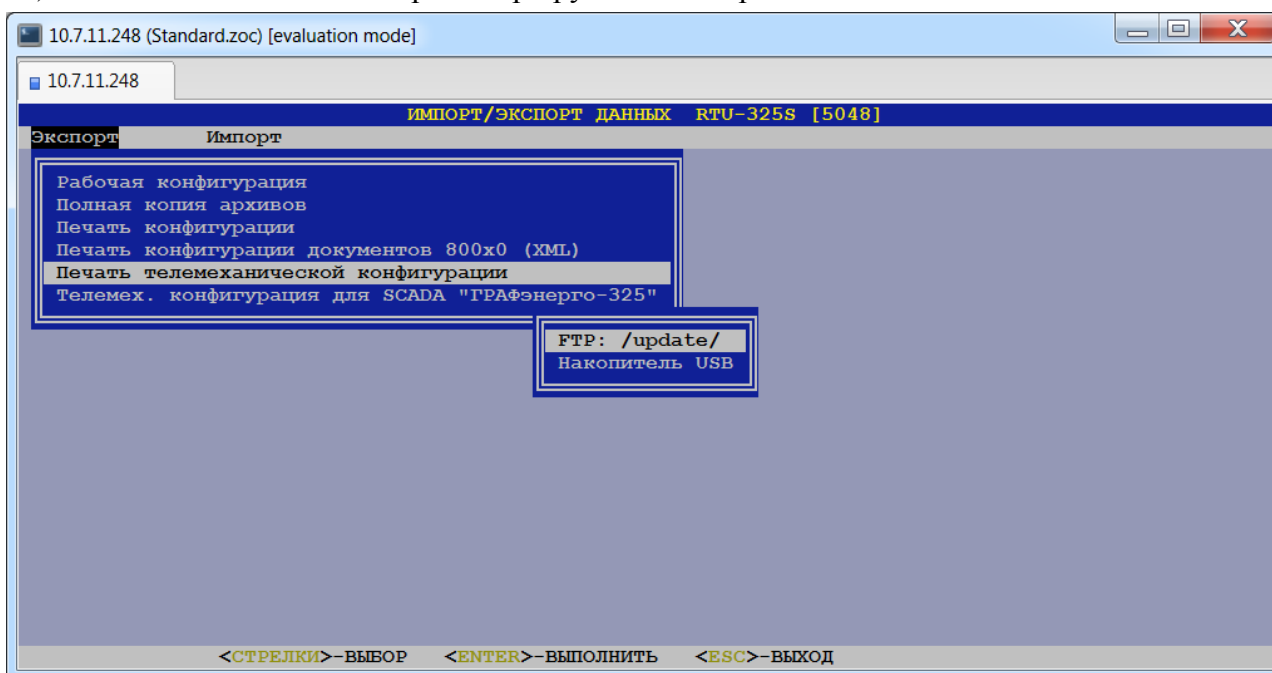 10.7.11.248 (Standard.zoc) [evaluation mode]
10.7.11.248
ИМПОРТ/ЭКСПОРТ ДАННЫХ RTU-325S [5048]
Экспорт Импорт
Рабочая конфигурация
Полная копия архивов
Печать конфигурации
Печать конфигурации документов 800x0 (XML)
Печать телемеханической конфигурации
Телемех. конфигурация для SCADA "ГРАФэнерго-325"
FTP: /update/
Накопитель USB
<СТРЕЛКИ>-ВЫБОР <ENTER>-ВЫПОЛНИТЬ <ESC>-ВЫХОД